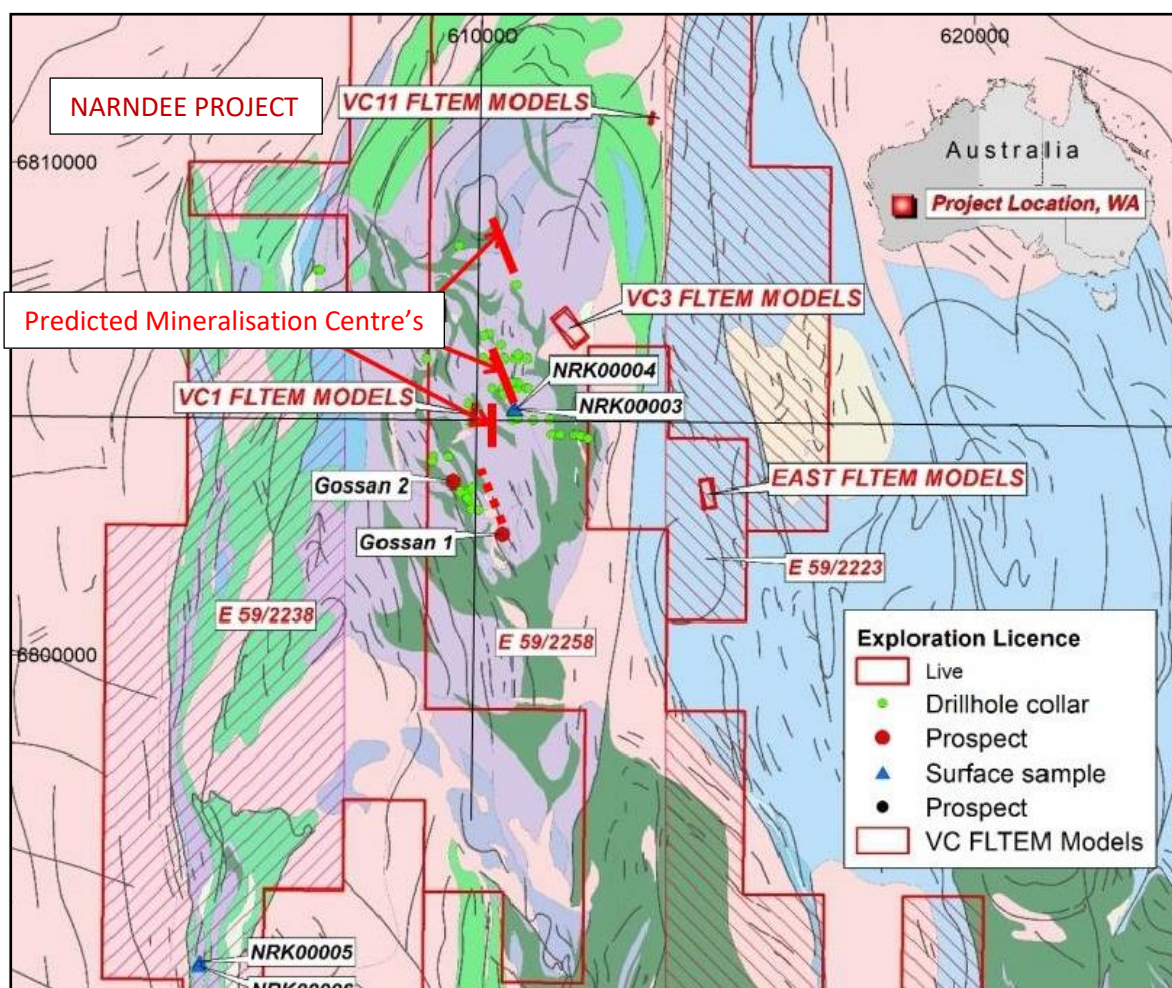 610000
620000
NARNDEE PROJECT
VC11 FLTEM MODELS
6810000
Australia
Project Location, WA
VC3 FLTEM MODELS
Predicted Mineralisation Centre's
NRK00004
VC1 FLTEM MODELS
NRK00003
Gossan 2
EAST FLTEM MODELS
Gossan 1
E 59/2223
E 59/2238
E 59/2258
6800000
Exploration Licence
Live
Drillhole collar
Prospect
Surface sample
Prospect
VC FLTEM Models
NRK00005